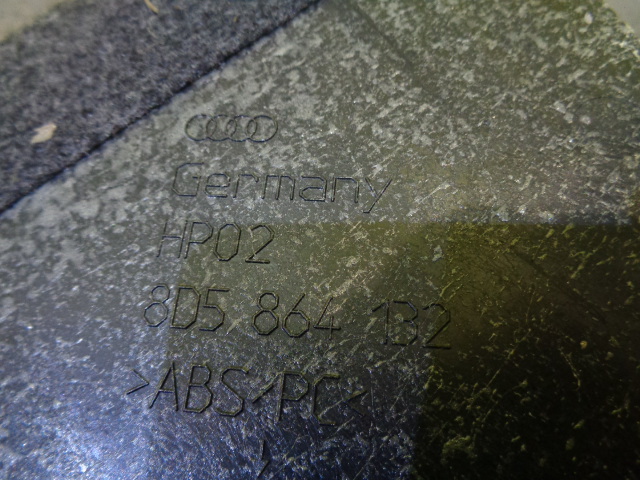 Germany
HP02
8D5 864 132
>ABS/PC<